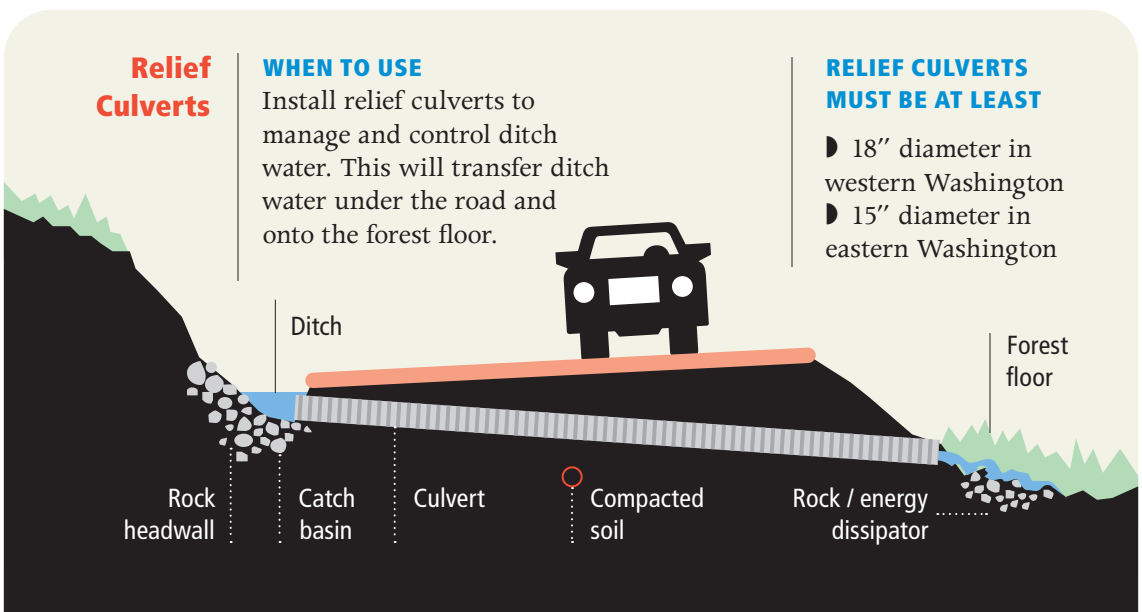 Relief
Culverts
WHEN TO USE
Install relief culverts to
manage and control ditch
water. This will transfer ditch
water under the road and
onto the forest floor.
RELIEF CULVERTS
MUST BE AT LEAST
◗ 18″ diameter in
western Washington
◗ 15″ diameter in
eastern Washington
Ditch
Forest
floor
Rock
headwall
Catch
basin
Culvert
Compacted
soil
Rock / energy
dissipator